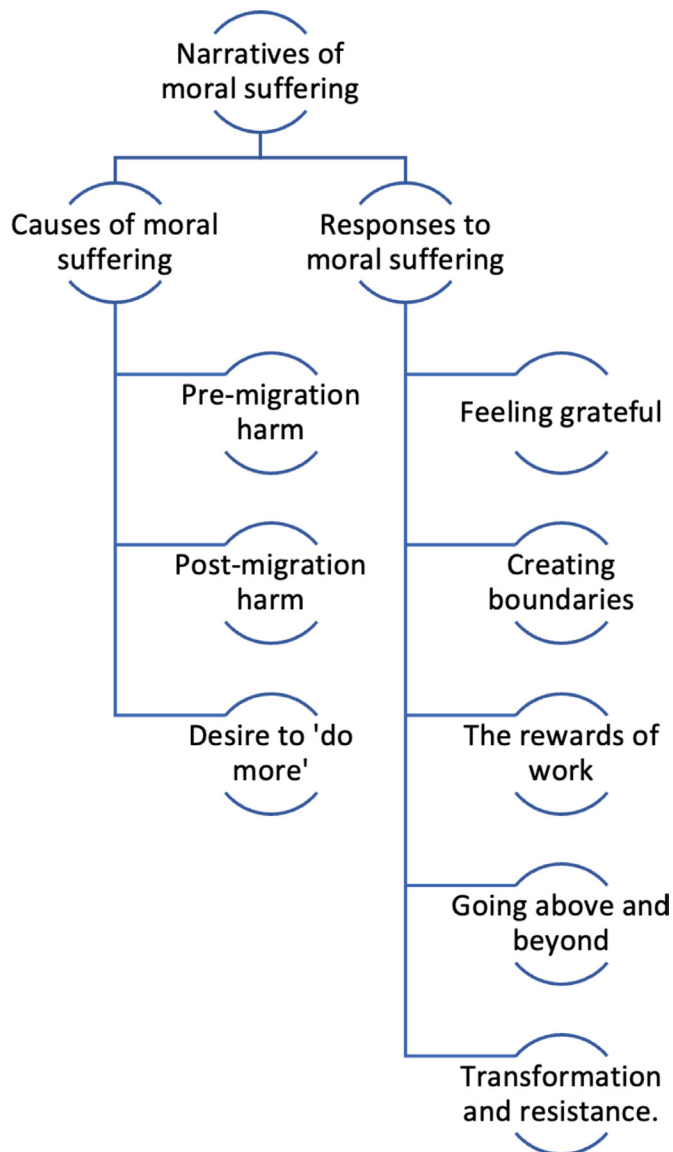 Narratives of
moral suffering
Causes of moral
suffering
Responses to
moral suffering
Pre-migration
harm
Post-migration
harm
Desire to 'do
more'
Feeling grateful
Creating
boundaries
The rewards of
work
Going above and
beyond
Transformation
and resistance.